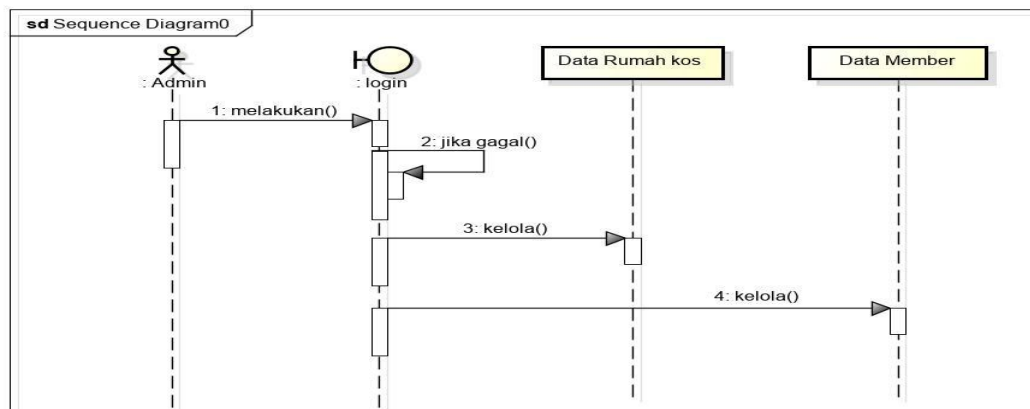 sd Sequence Diagram0
: Admin
: login
Data Rumah kos
Data Member
1: melakukan()
2: jika gagal()
3: kelola()
4: kelola()